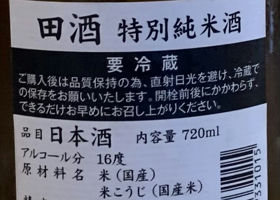 田酒 特別純米酒
要冷蔵
ご購入後は品質保持の為、直射日光を避け、冷蔵で
の保存をお願いいたします。開栓前後にかかわらず、
できるだけお早めにお召し上がりください。
品目 日本酒 内容量 720ml
アルコール分 16度
原材料名 米(国産)
米こうじ(国産米)